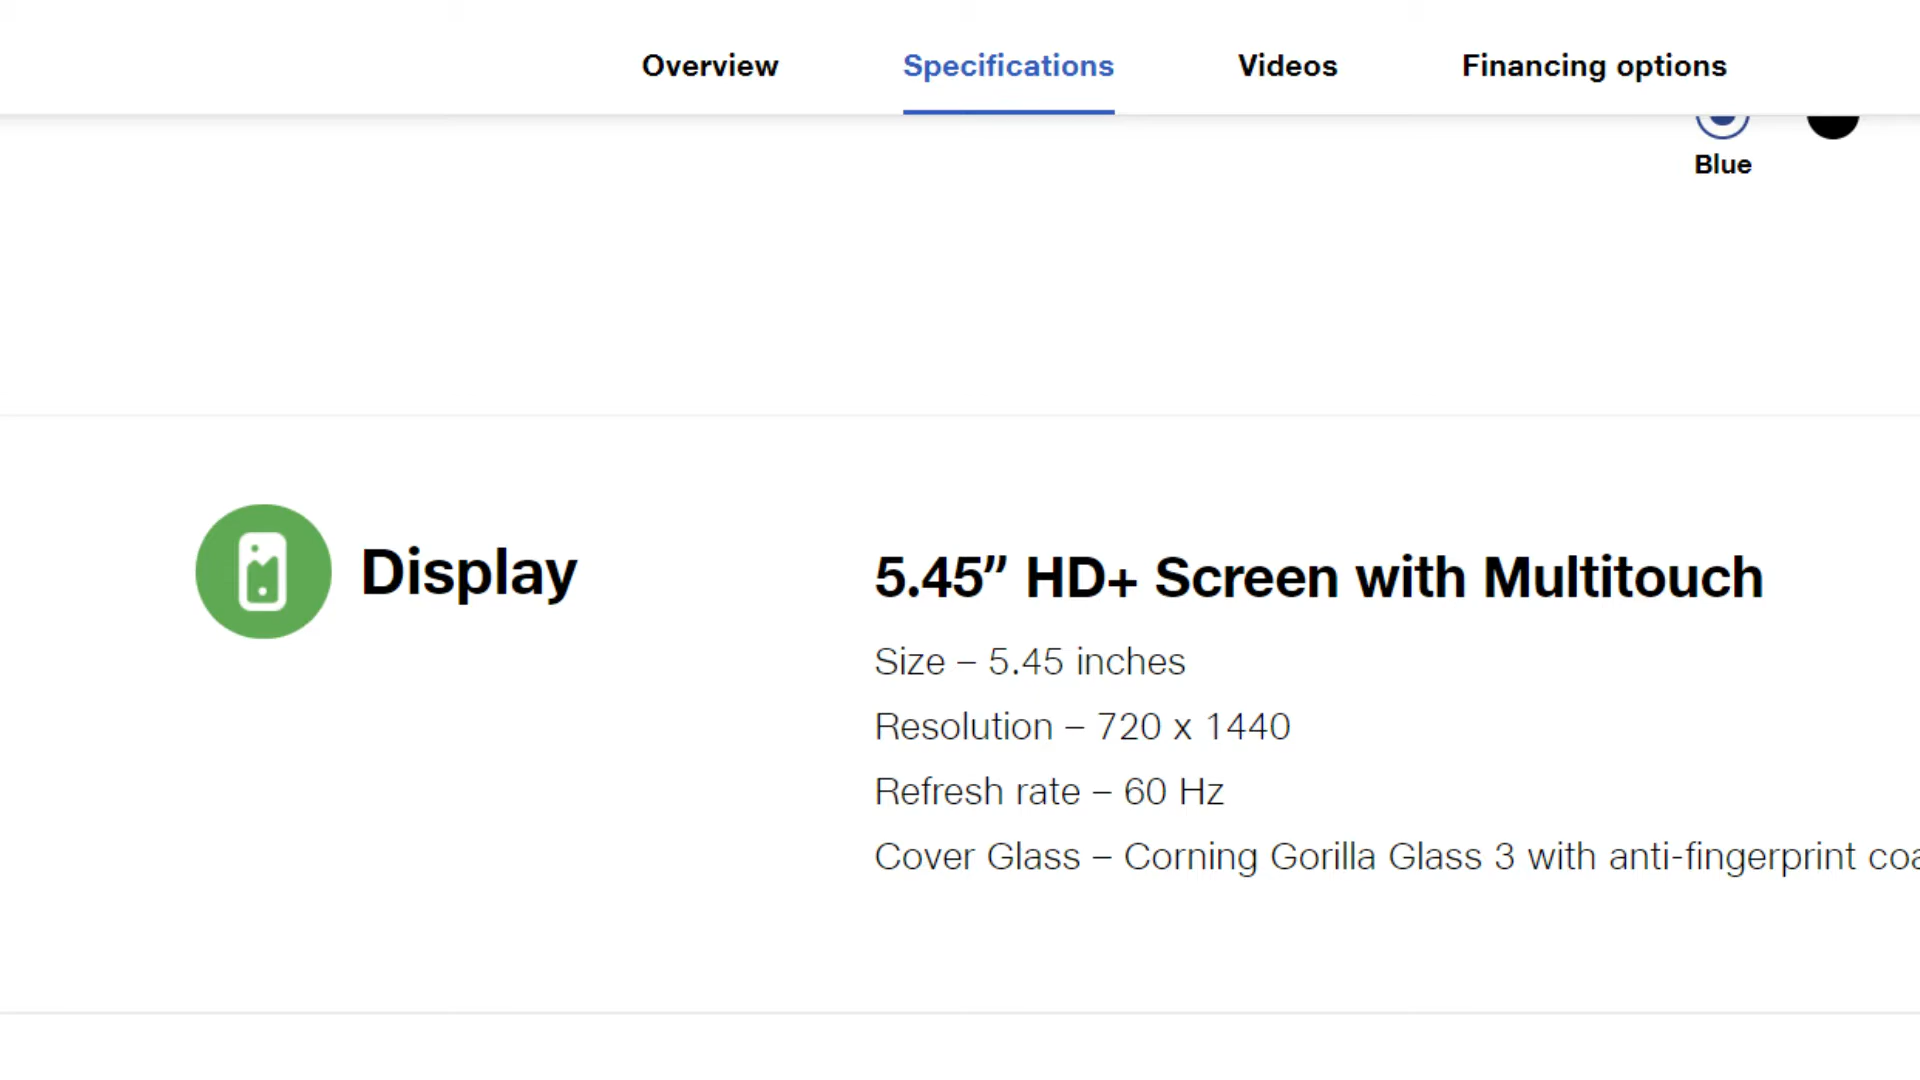 Overview Specifications Videos Financing options
Blue
Display
5.45” HD+ Screen with Multitouch
Size – 5.45 inches
Resolution – 720 x 1440
Refresh rate – 60 Hz
Cover Glass – Corning Gorilla Glass 3 with anti-fingerprint